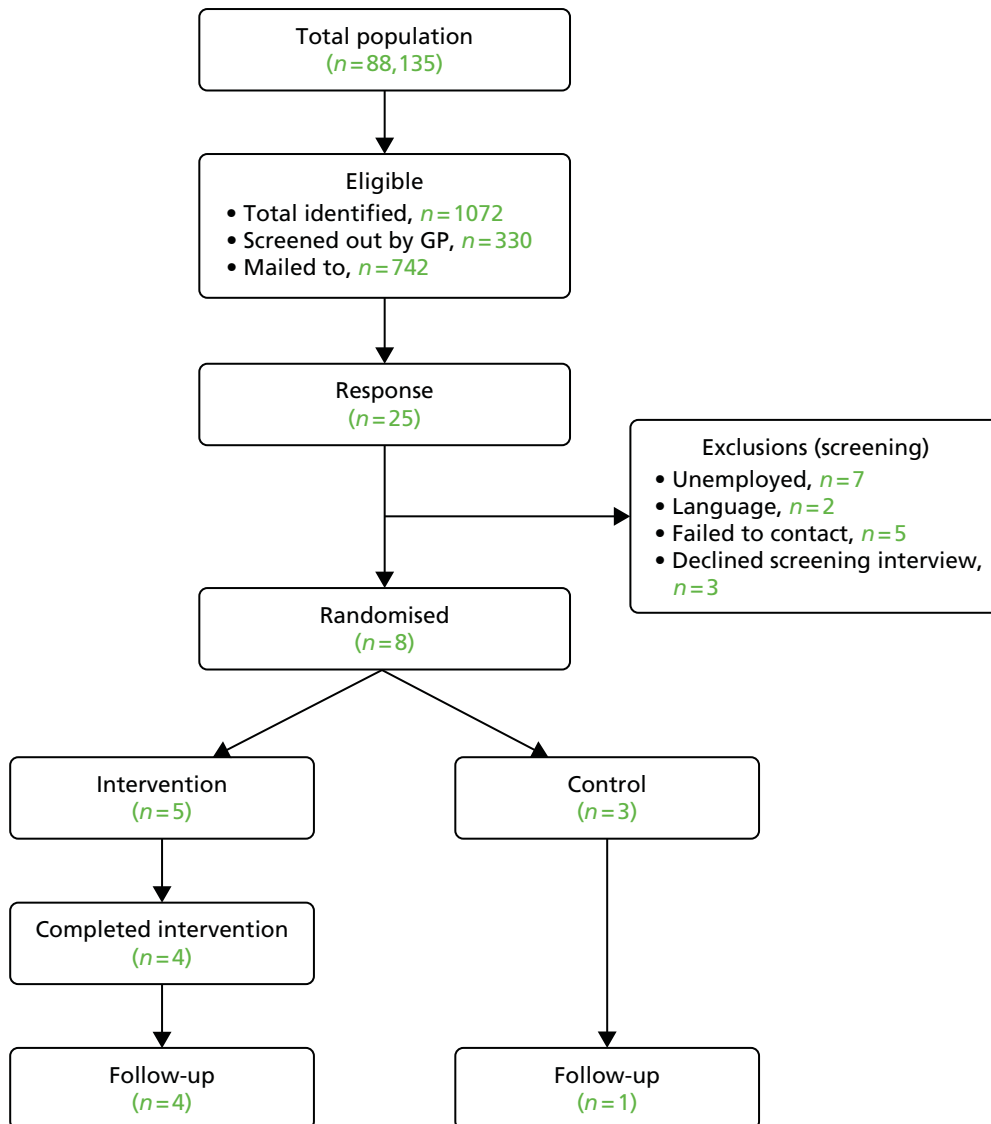 Total population
(n=88,135)
Eligible
• Total identified, n=1072
• Screened out by GP, n=330
• Mailed to, n=742
Response
(n=25)
Exclusions (screening)
• Unemployed, n=7
• Language, n=2
• Failed to contact, n=5
• Declined screening interview,
n=3
Randomised
(n=8)
Intervention
(n=5)
Control
(n=3)
Completed intervention
(n=4)
Follow-up
(n=4)
Follow-up
(n=1)